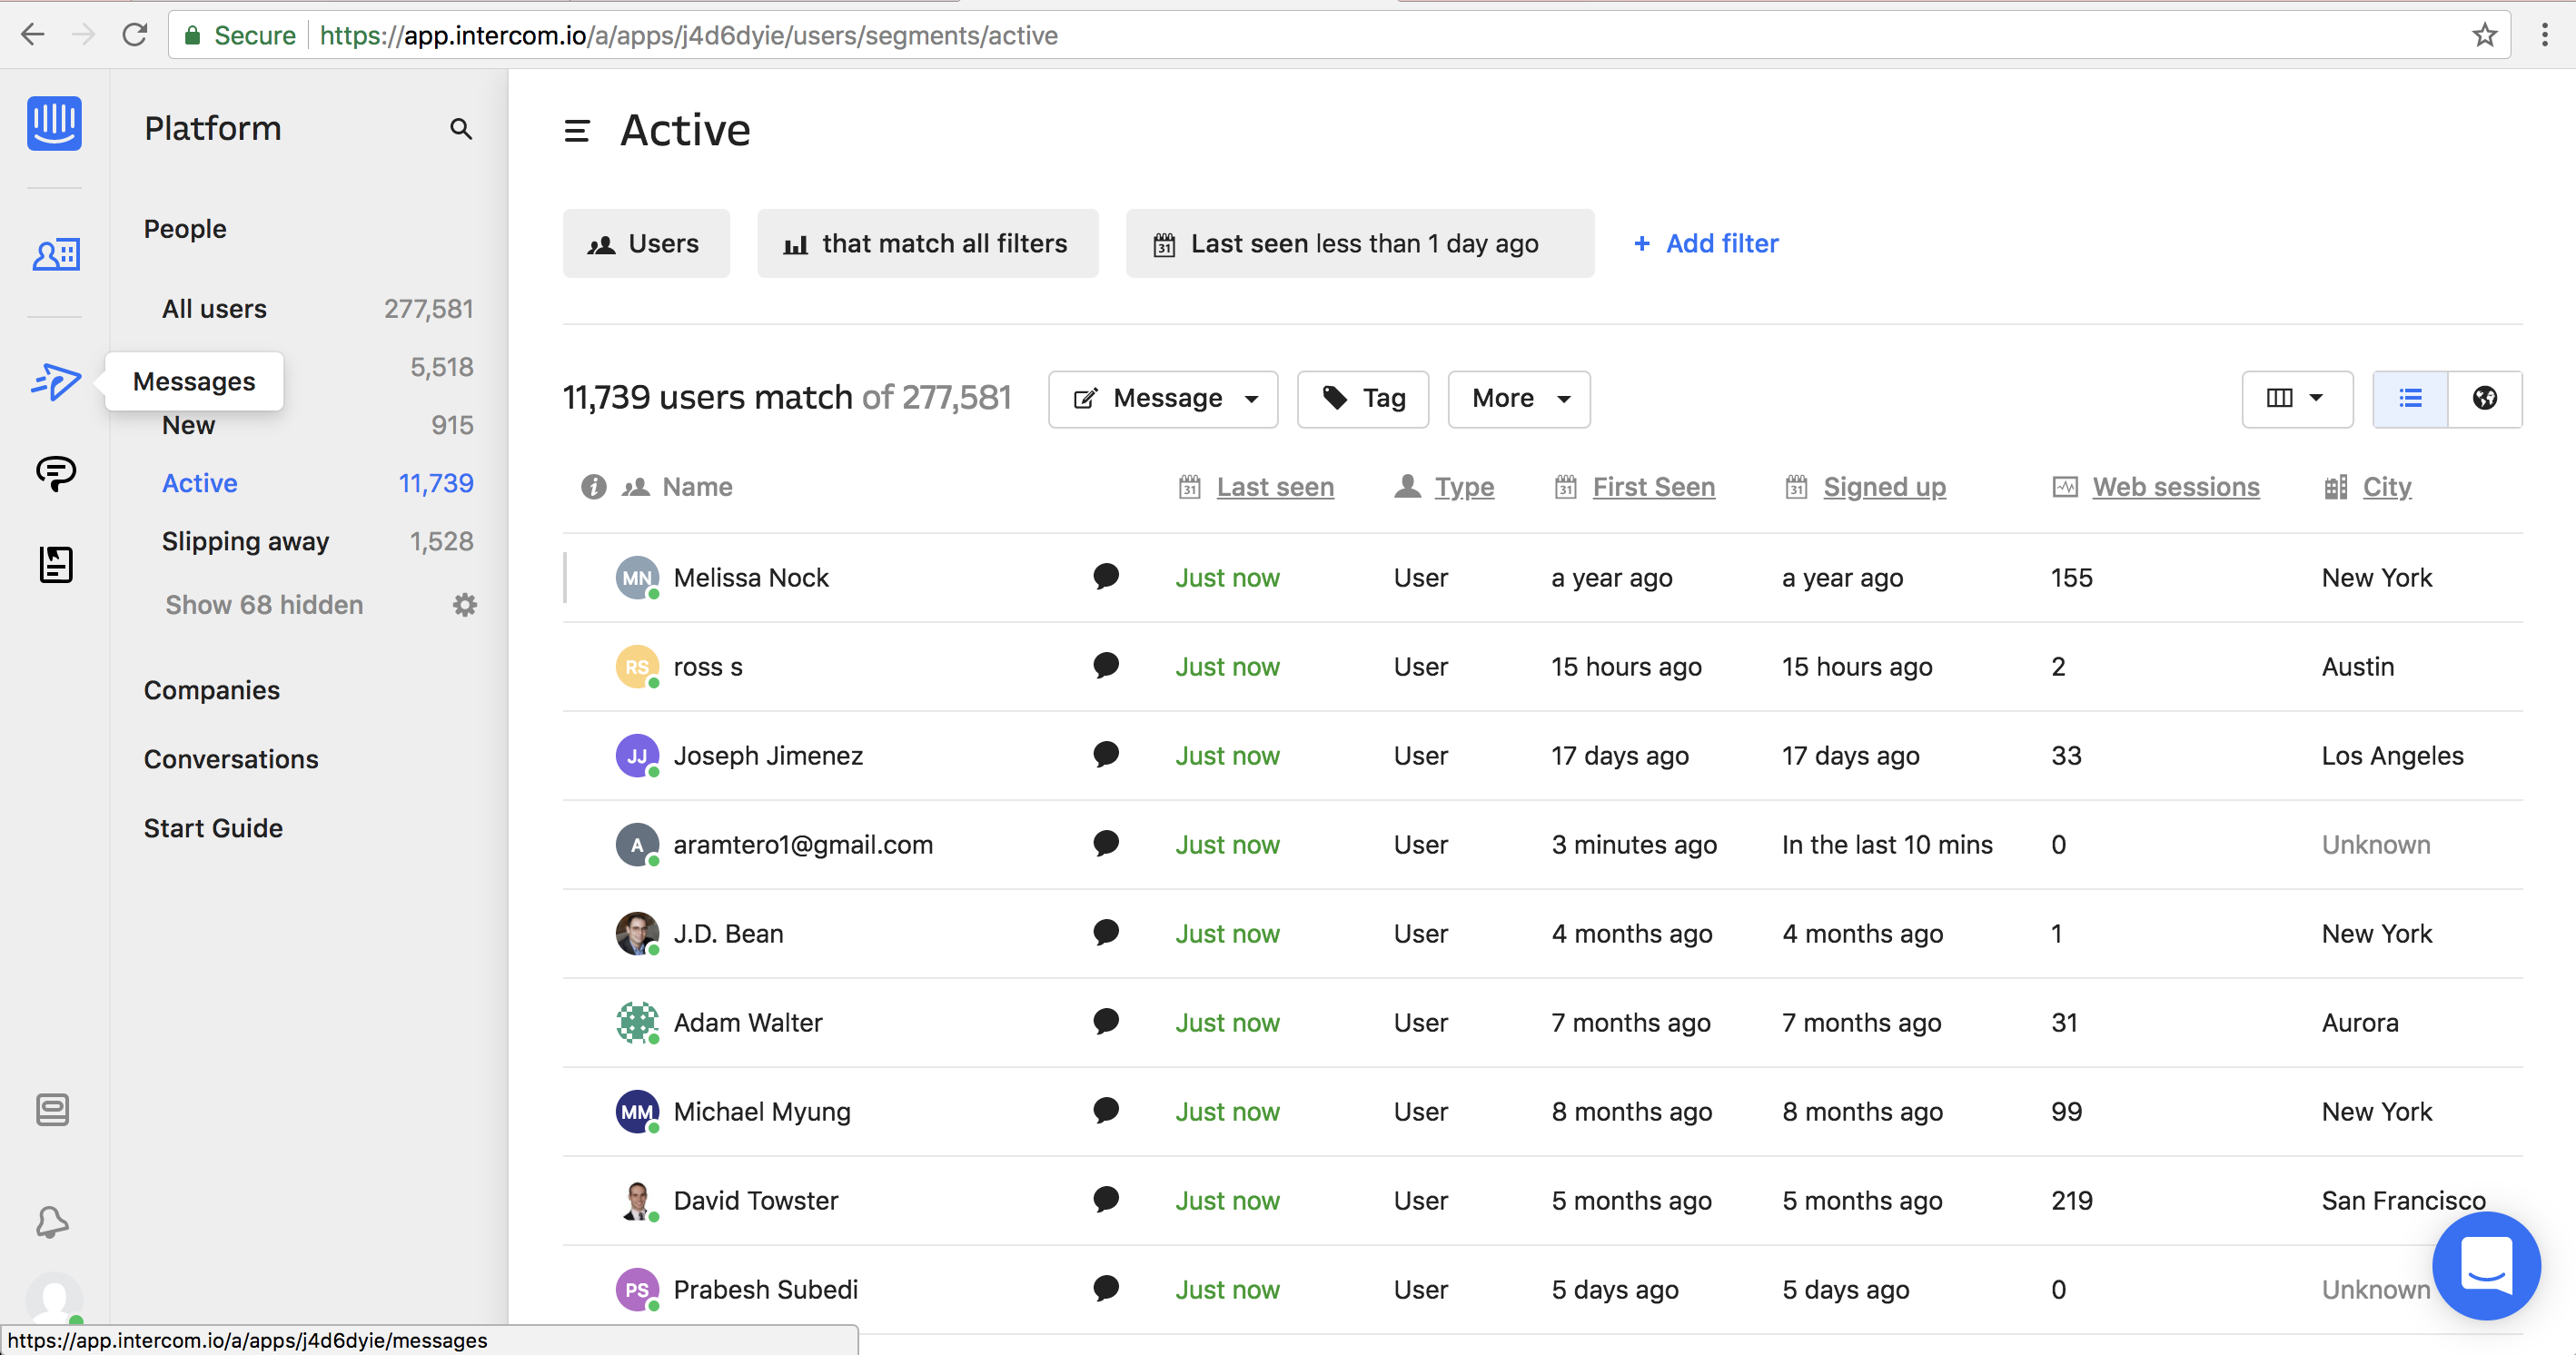 Secure https://app.intercom.io/a/apps/j4d6dyie/users/segments/active
Platform
People
All users 277,581
5,518
Messages
New 915
Active 11,739
Slipping away 1,528
Show 68 hidden
Companies
Conversations
Start Guide
Active
Users that match all filters 31 Last seen less than 1 day ago + Add filter
11,739 users match of 277,581 Message Tag More
i Name 31 Last seen Type 31 First Seen 31 Signed up Web sessions City
MN Melissa Nock Just now User a year ago a year ago 155 New York
RS ross s Just now User 15 hours ago 15 hours ago 2 Austin
JJ Joseph Jimenez Just now User 17 days ago 17 days ago 33 Los Angeles
A aramtero1@gmail.com Just now User 3 minutes ago In the last 10 mins 0 Unknown
J.D. Bean Just now User 4 months ago 4 months ago 1 New York
Adam Walter Just now User 7 months ago 7 months ago 31 Aurora
MM Michael Myung Just now User 8 months ago 8 months ago 99 New York
David Towster Just now User 5 months ago 5 months ago 219 San Francisco
PS Prabesh Subedi Just now User 5 days ago 5 days ago 0 Unknown
https://app.intercom.io/a/apps/j4d6dyie/messages